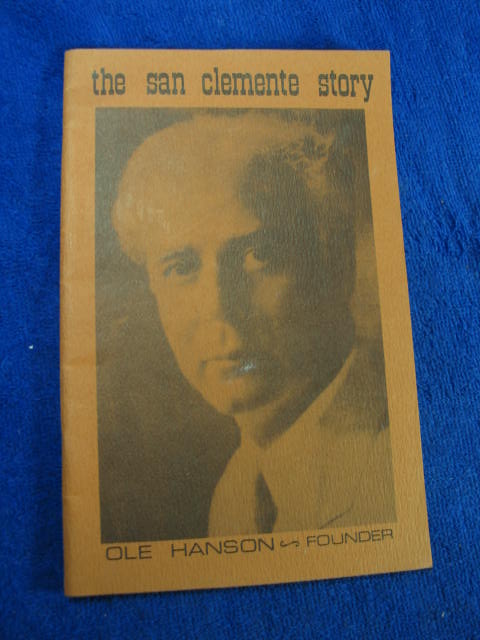 the san clemente story
OLE HANSON ~ FOUNDER